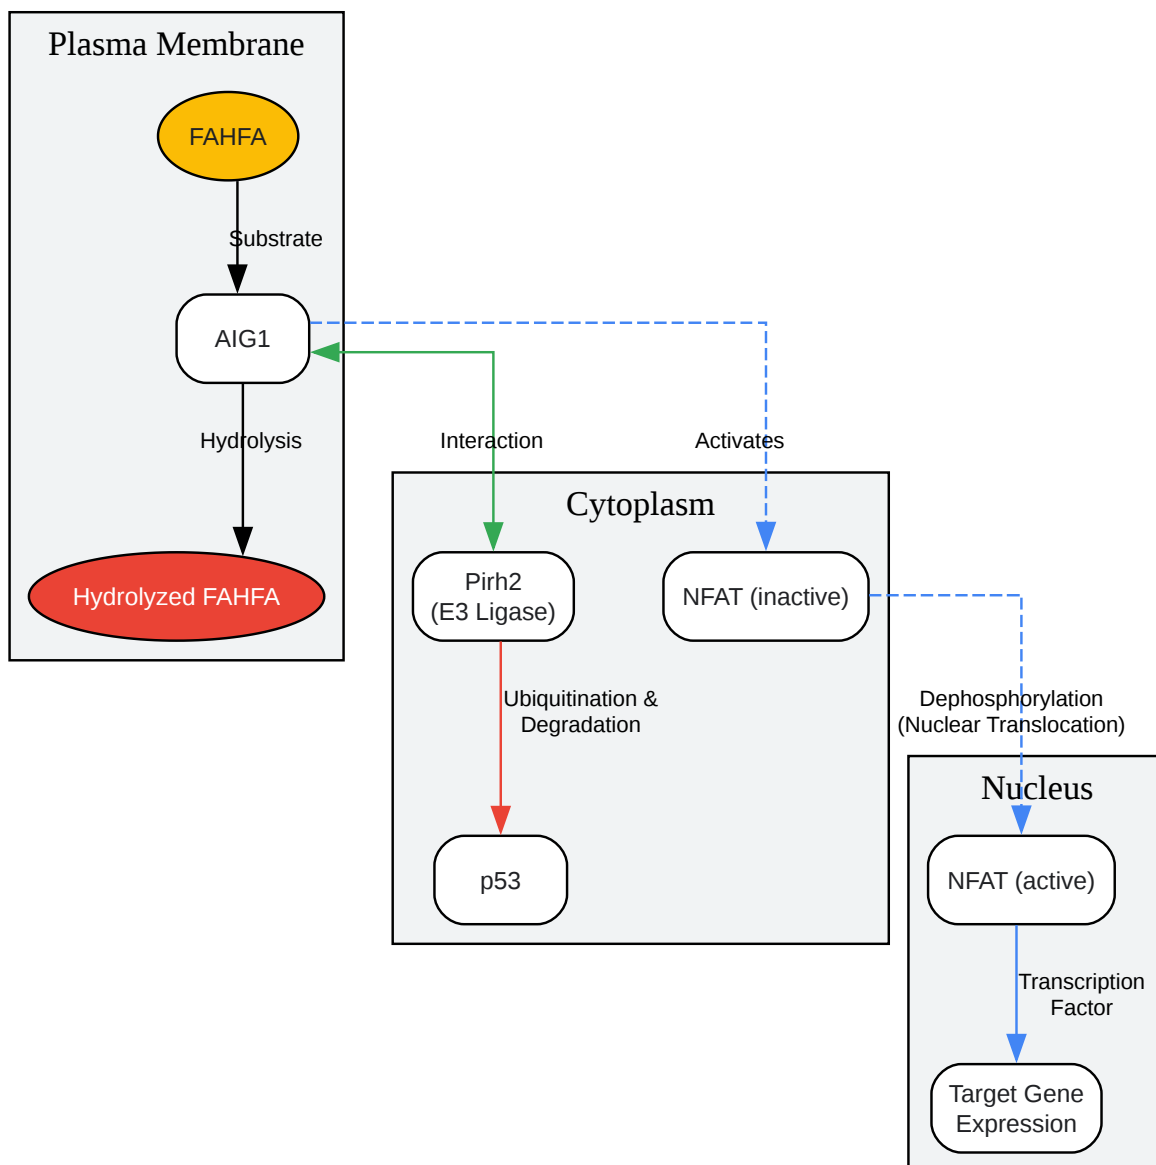 Plasma Membrane
FAHFA
Substrate
AIG1
Hydrolysis
Interaction
Activates
Cytoplasm
Pirh2
(E3 Ligase)
NFAT (inactive)
Hydrolyzed FAHFA
Ubiquitination &
Degradation
Dephosphorylation
(Nuclear Translocation)
Nucleus
p53
NFAT (active)
Transcription
Factor
Target Gene
Expression